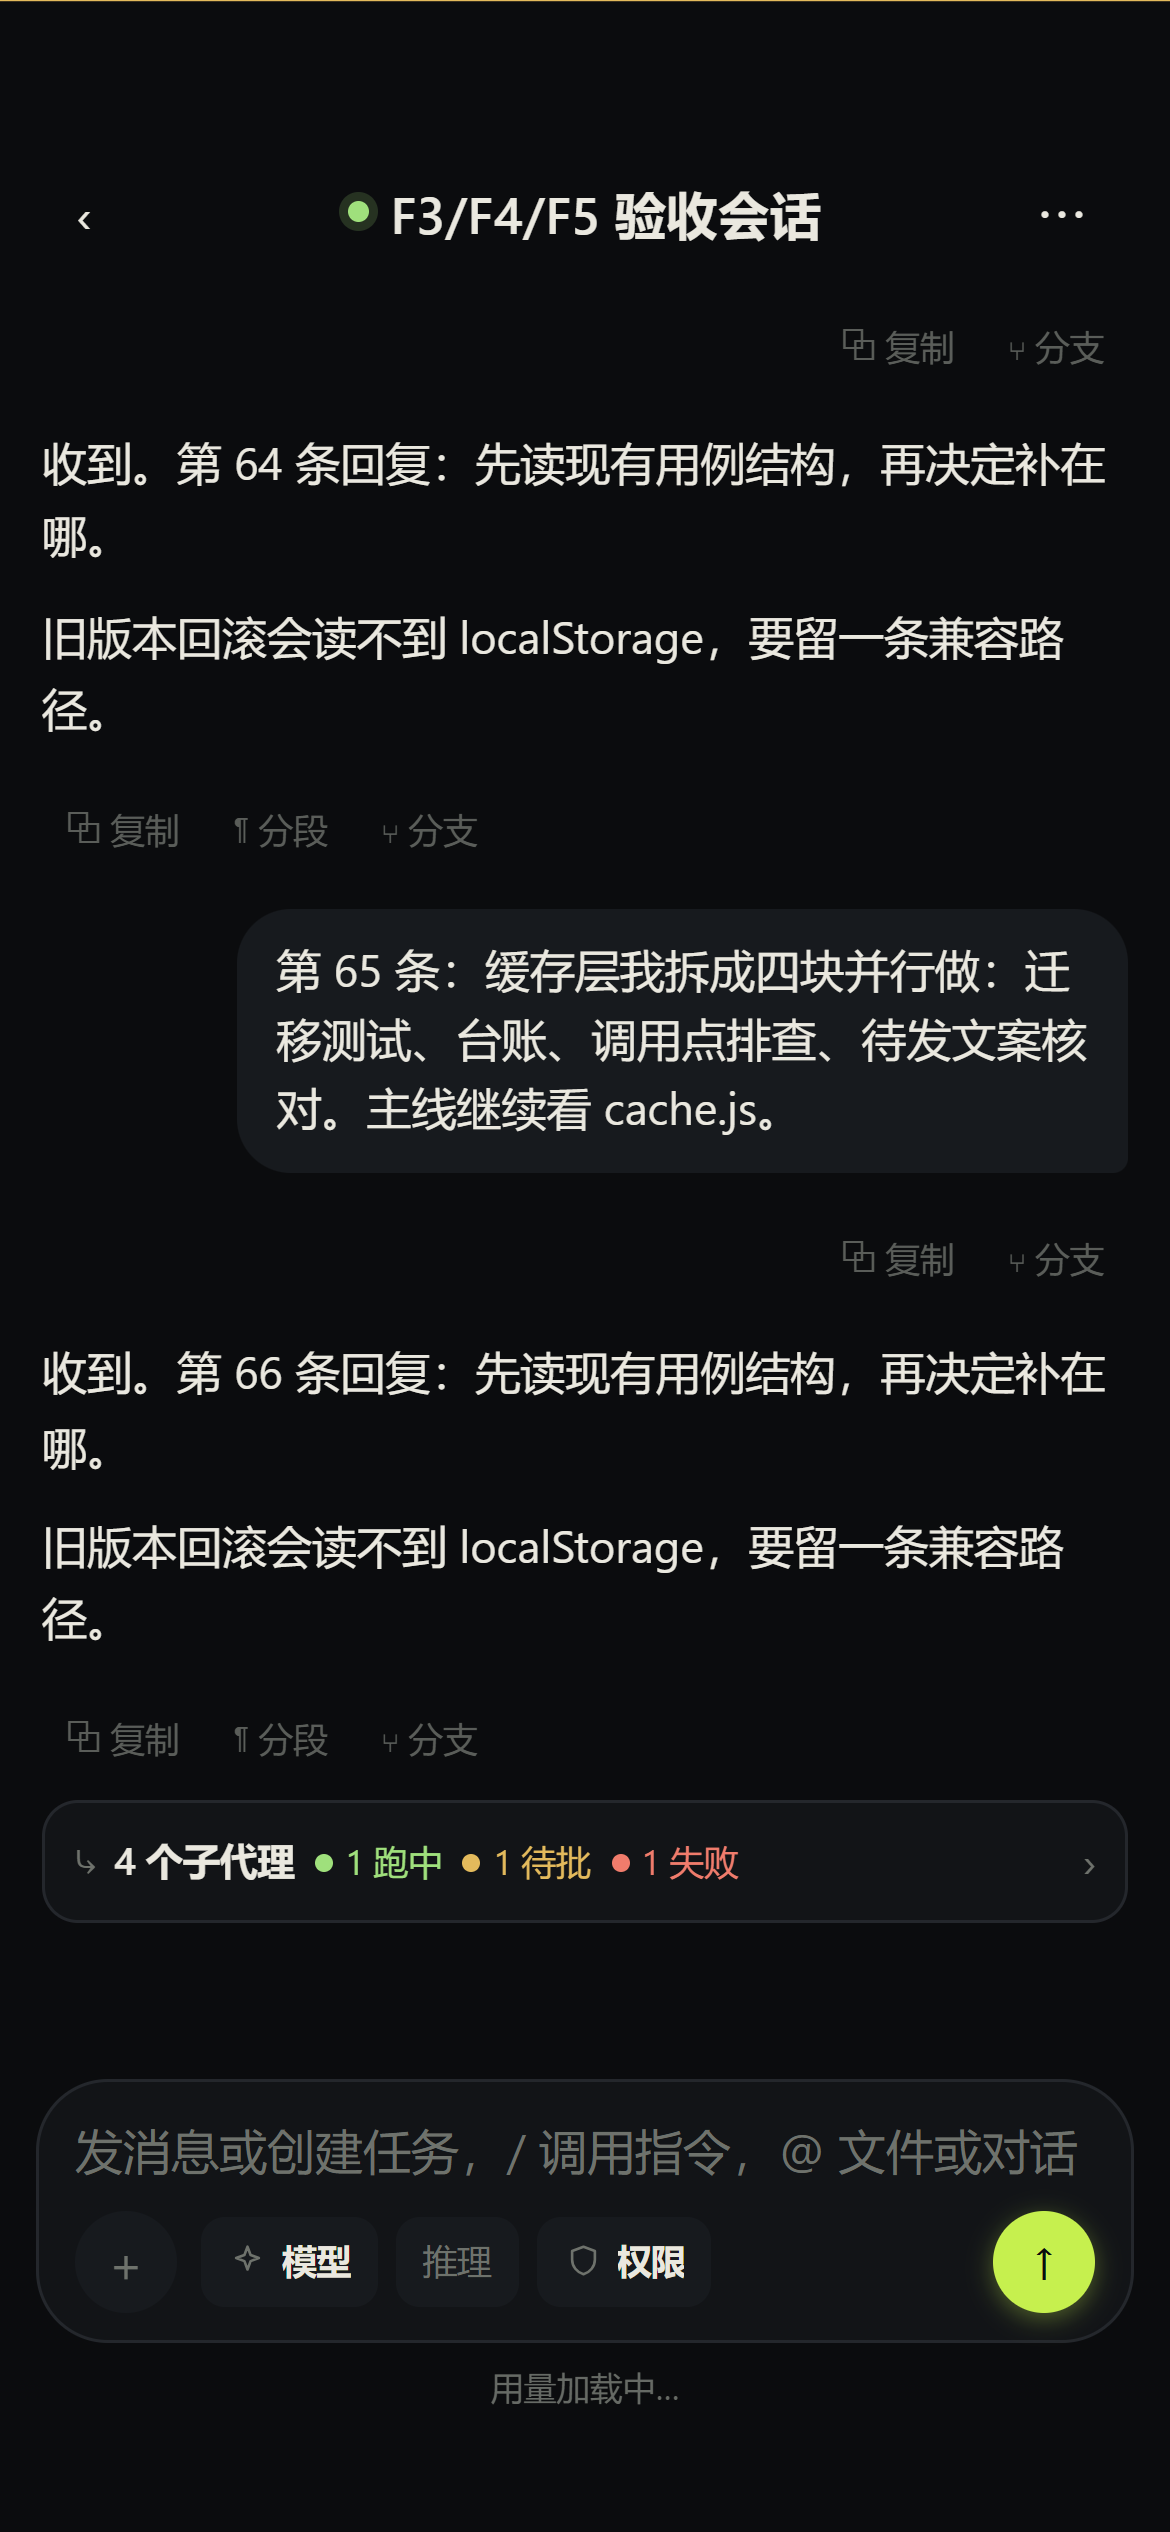 ‹ F3/F4/F5 验收会话 ···
复制 分支
收到。第 64 条回复：先读现有用例结构，再决定补在
哪。
旧版本回滚会读不到 localStorage，要留一条兼容路
径。
复制 ¶ 分段 分支
第 65 条：缓存层我拆成四块并行做：迁
移测试、台账、调用点排查、待发文案核
对。主线继续看 cache.js。
复制 分支
收到。第 66 条回复：先读现有用例结构，再决定补在
哪。
旧版本回滚会读不到 localStorage，要留一条兼容路
径。
复制 ¶ 分段 分支
4 个子代理 1 跑中 1 待批 1 失败 ›
发消息或创建任务，/ 调用指令，@ 文件或对话
+ 模型 推理 权限 ↑
用量加载中...